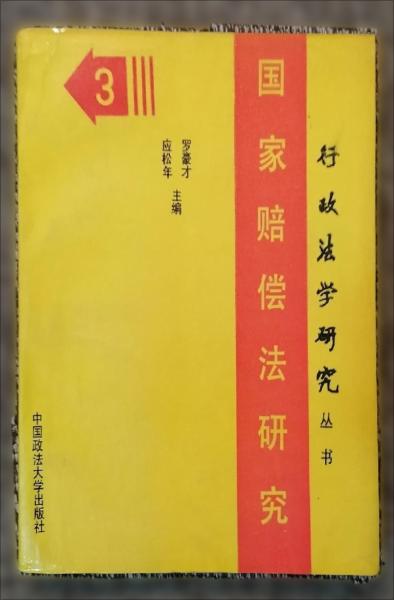 行政法学研究丛书
国家赔偿法研究
罗豪才
应松年
主编
3
中国政法大学出版社